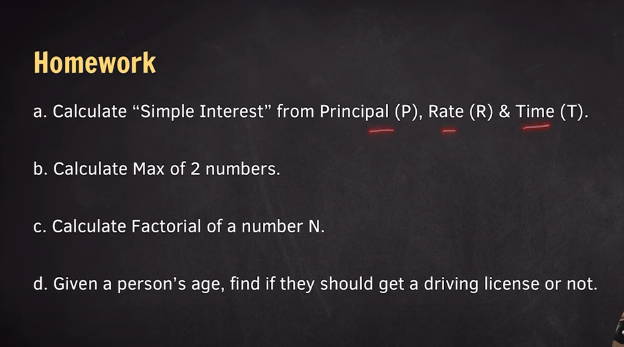 Homework
a. Calculate “Simple Interest” from Principal (P), Rate (R) & Time (T).
b. Calculate Max of 2 numbers.
c. Calculate Factorial of a number N.
d. Given a person’s age, find if they should get a driving license or not.